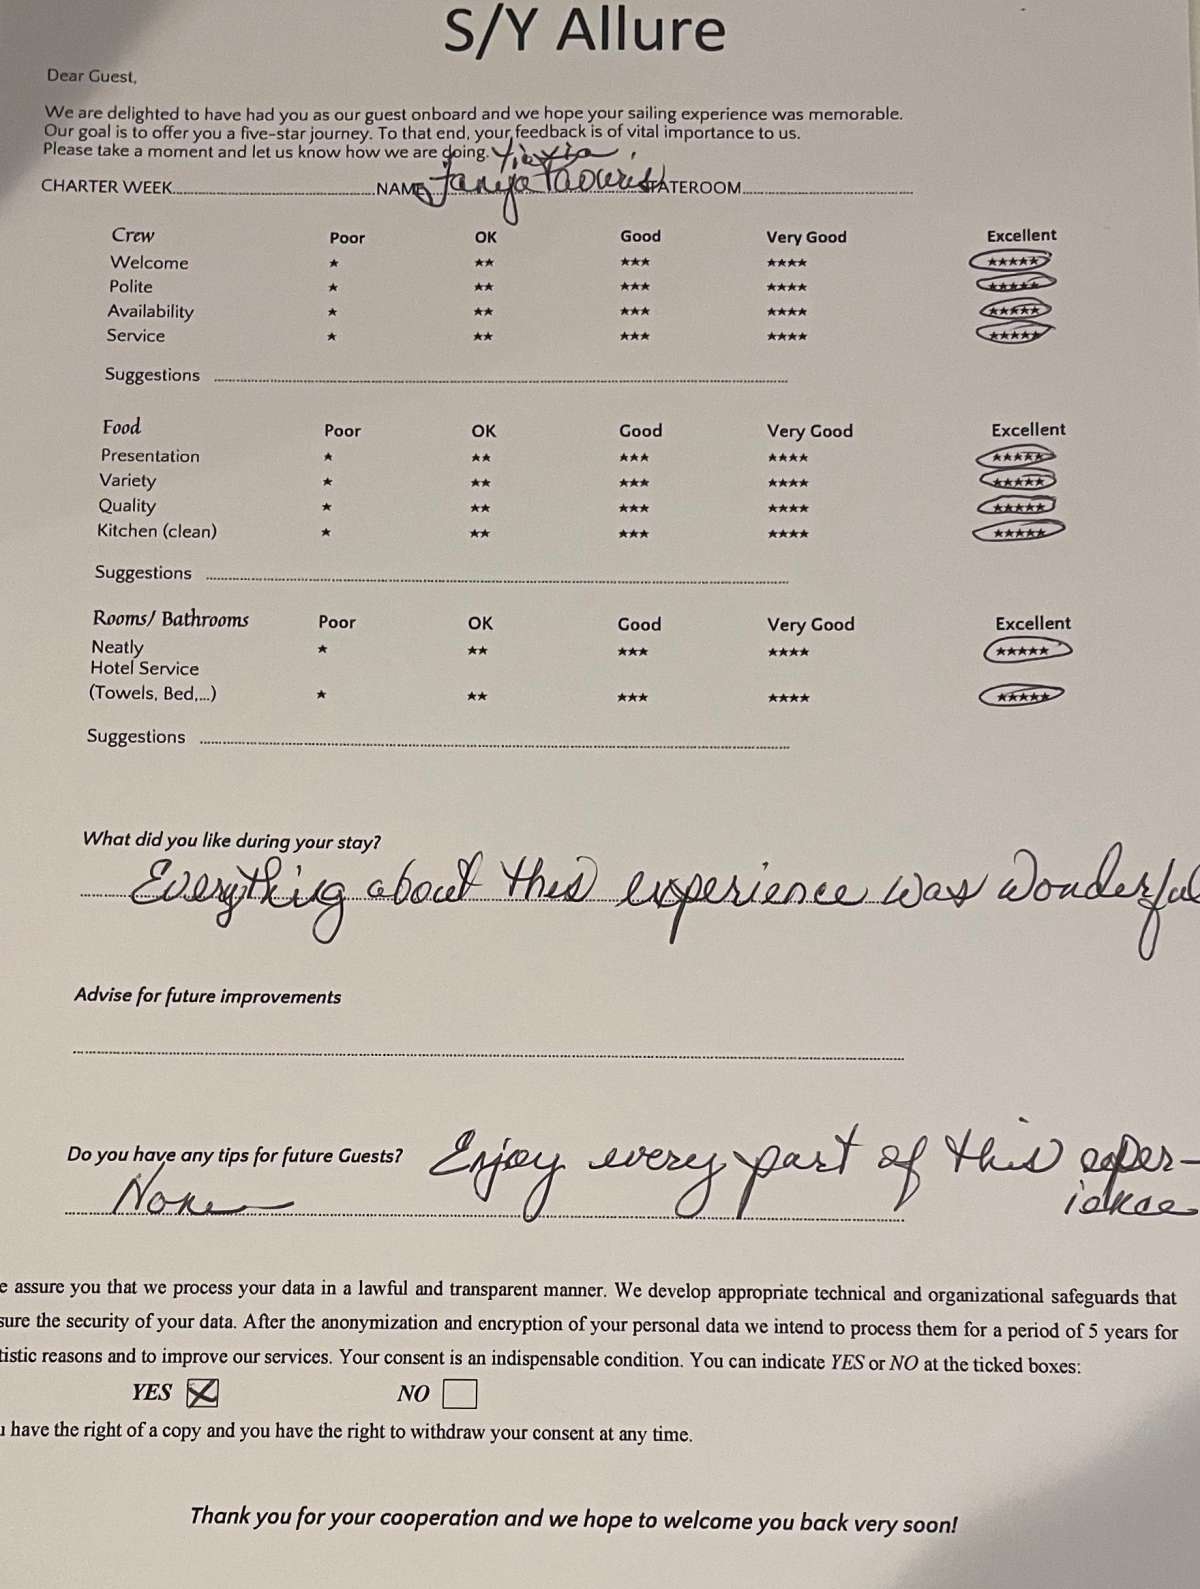 S/Y Allure
Dear Guest,
We are delighted to have had you as our guest onboard and we hope your sailing experience was memorable.
Our goal is to offer you a five-star journey. To that end, your feedback is of vital importance to us.
Please take a moment and let us know how we are doing.
CHARTER WEEK NAME STATEROOM
Crew Poor OK Good Very Good Excellent
Welcome ★ ★★ ★★★ ★★★★ ★★★★★
Polite ★ ★★ ★★★ ★★★★ ★★★★★
Availability ★ ★★ ★★★ ★★★★ ★★★★★
Service ★ ★★ ★★★ ★★★★ ★★★★★
Suggestions
Food Poor OK Good Very Good Excellent
Presentation ★ ★★ ★★★ ★★★★ ★★★★★
Variety ★ ★★ ★★★ ★★★★ ★★★★★
Quality ★ ★★ ★★★ ★★★★ ★★★★★
Kitchen (clean) ★ ★★ ★★★ ★★★★ ★★★★★
Suggestions
Rooms/ Bathrooms Poor OK Good Very Good Excellent
Neatly ★ ★★ ★★★ ★★★★ ★★★★★
Hotel Service
(Towels, Bed,...) ★ ★★ ★★★ ★★★★ ★★★★★
Suggestions
What did you like during your stay?
Everything about this experience was wonderful
Advise for future improvements
Do you have any tips for future Guests? Enjoy every part of this exper-
None ience
e assure you that we process your data in a lawful and transparent manner. We develop appropriate technical and organizational safeguards that
sure the security of your data. After the anonymization and encryption of your personal data we intend to process them for a period of 5 years for
tistic reasons and to improve our services. Your consent is an indispensable condition. You can indicate YES or NO at the ticked boxes:
YES NO
u have the right of a copy and you have the right to withdraw your consent at any time.
Thank you for your cooperation and we hope to welcome you back very soon!